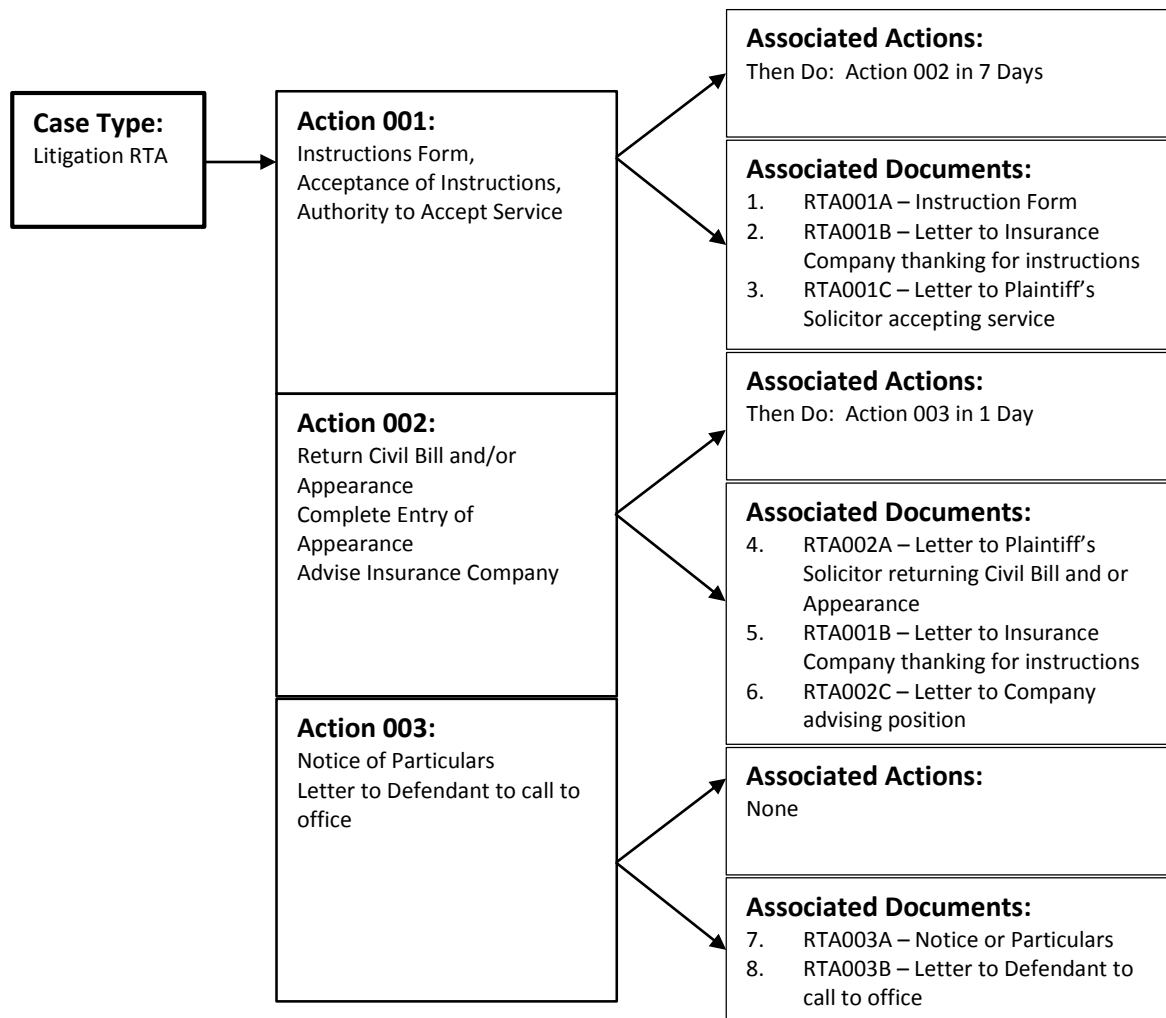 Case Type:
Litigation RTA
Action 001:
Instructions Form,
Acceptance of Instructions,
Authority to Accept Service
Associated Actions:
Then Do:  Action 002 in 7 Days
Associated Documents:
1. RTA001A – Instruction Form
2. RTA001B – Letter to Insurance
Company thanking for instructions
3. RTA001C – Letter to Plaintiff’s
Solicitor accepting service
Action 002:
Return Civil Bill and/or
Appearance
Complete Entry of
Appearance
Advise Insurance Company
Associated Actions:
Then Do:  Action 003 in 1 Day
Associated Documents:
4. RTA002A – Letter to Plaintiff’s
Solicitor returning Civil Bill and or
Appearance
5. RTA001B – Letter to Insurance
Company thanking for instructions
6. RTA002C – Letter to Company
advising position
Action 003:
Notice of Particulars
Letter to Defendant to call to
office
Associated Actions:
None
Associated Documents:
7. RTA003A – Notice or Particulars
8. RTA003B – Letter to Defendant to
call to office